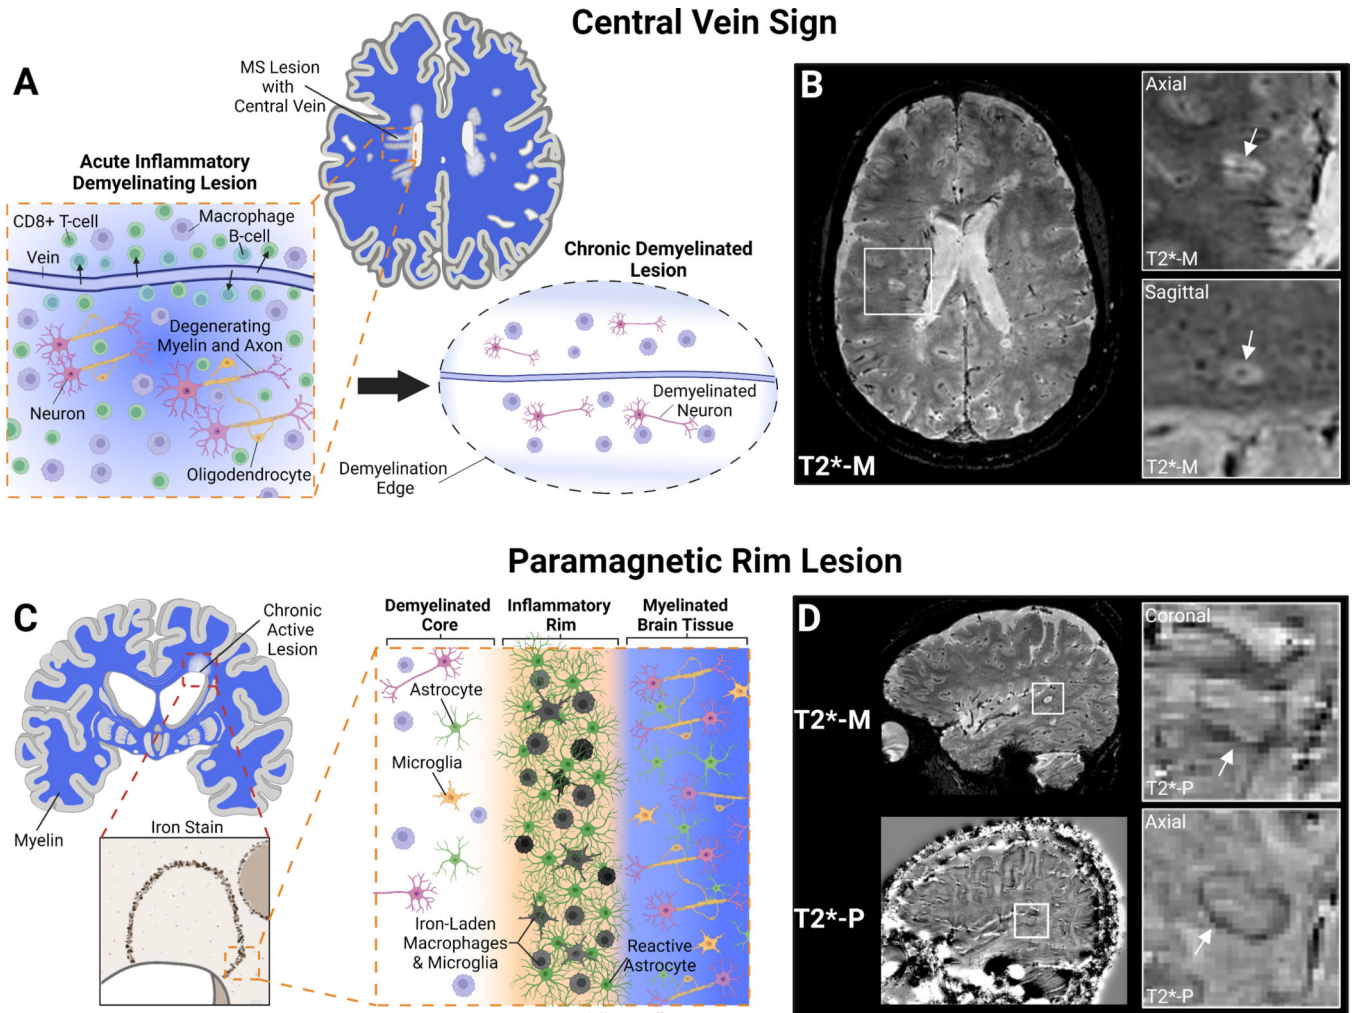 Central Vein Sign
A
MS Lesion
with
Central Vein
Acute Inflammatory
Demyelinating Lesion
CD8+ T-cell
Macrophage
B-cell
Vein
Degenerating
Myelin and Axon
Neuron
Oligodendrocyte
Chronic Demyelinated
Lesion
Demyelinated
Neuron
Demyelination
Edge
B
T2*-M
Axial
T2*-M
Sagittal
T2*-M
Paramagnetic Rim Lesion
C
Chronic
Active
Lesion
Myelin
Iron Stain
Demyelinated
Core
Inflammatory
Rim
Myelinated
Brain Tissue
Astrocyte
Microglia
Iron-Laden
Macrophages
& Microglia
Reactive
Astrocyte
D
T2*-M
T2*-P
Coronal
T2*-P
Axial
T2*-P